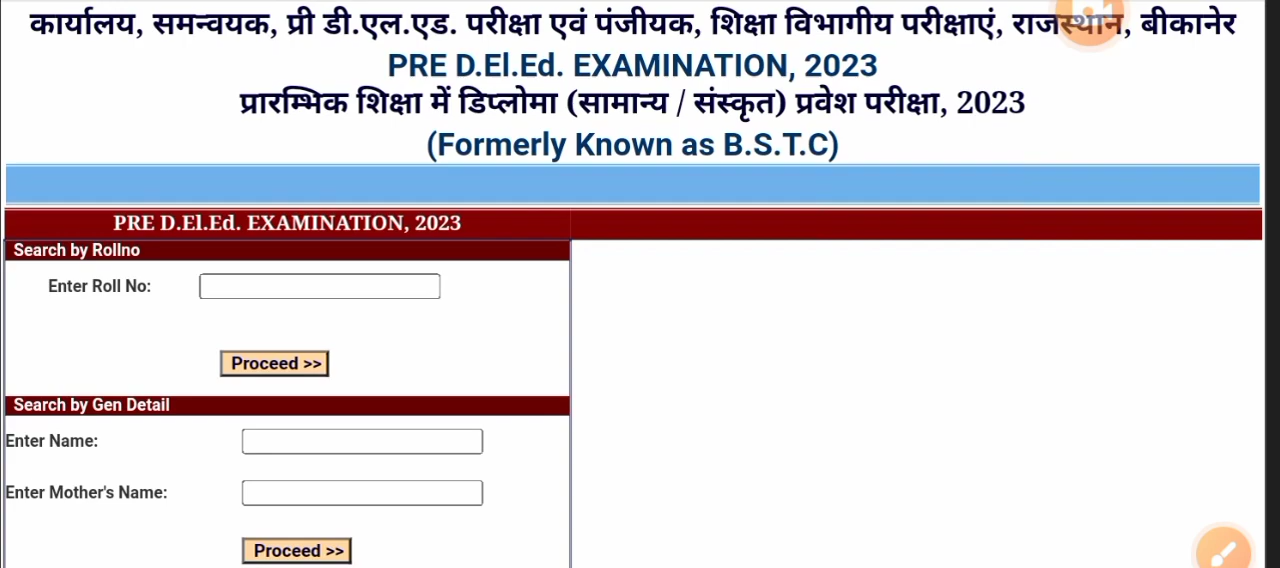 कार्यालय, समन्वयक, प्री डी.एल.एड. परीक्षा एवं पंजीयक, शिक्षा विभागीय परीक्षाएं, राजस्थान, बीकानेर
PRE D.El.Ed. EXAMINATION, 2023
प्रारम्भिक शिक्षा में डिप्लोमा (सामान्य / संस्कृत) प्रवेश परीक्षा, 2023
(Formerly Known as B.S.T.C)
PRE D.El.Ed. EXAMINATION, 2023
Search by Rollno
Enter Roll No:
Proceed >>
Search by Gen Detail
Enter Name:
Enter Mother's Name:
Proceed >>